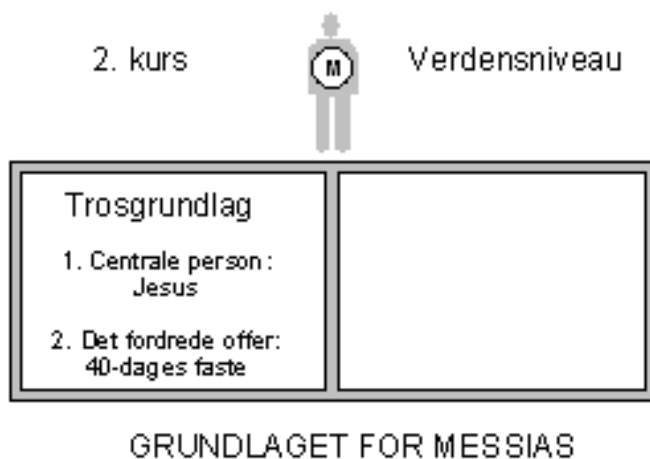 2. kurs
M
Verdensniveau
Trosgrundlag
1. Centrale person:
Jesus
2. Det fordrede offer:
40-dages faste
GRUNDLAGET FOR MESSIAS